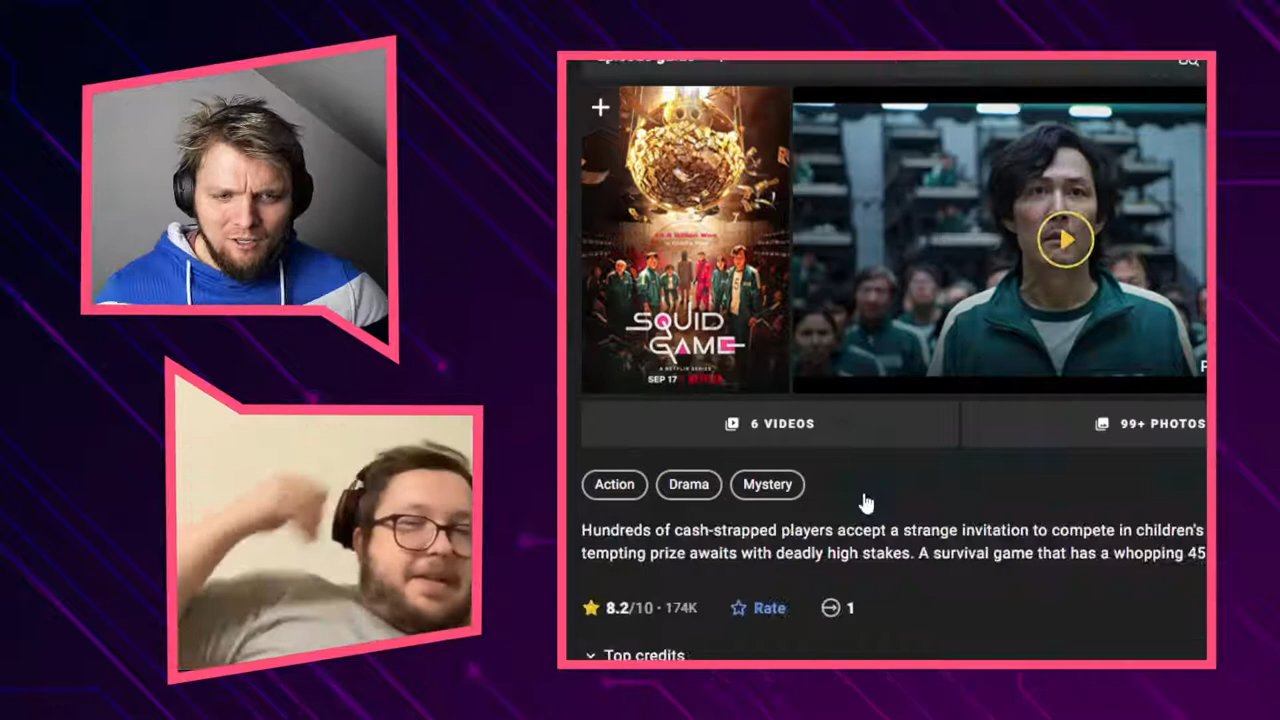 SQUID
GAME
A NETFLIX SERIES
SEP 17
6 VIDEOS
99+ PHOTOS
Action
Drama
Mystery
Hundreds of cash-strapped players accept a strange invitation to compete in children's
tempting prize awaits with deadly high stakes. A survival game that has a whopping 45
8.2/10 · 174K
Rate
1
Top credits